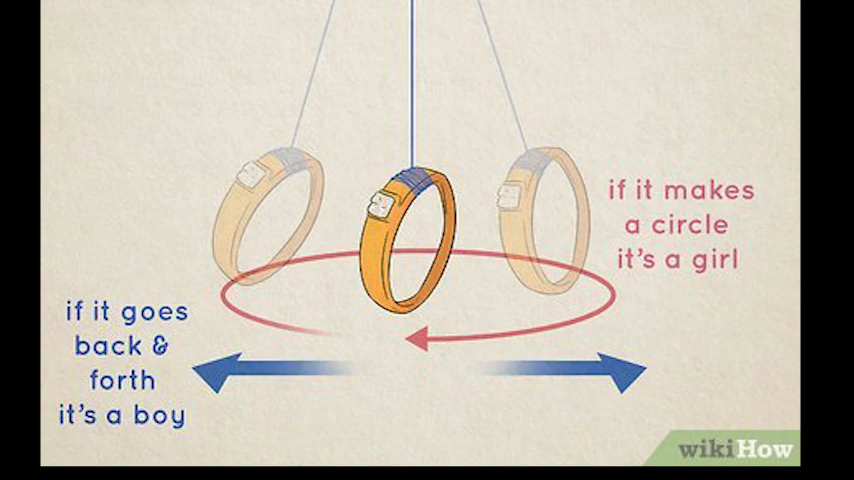 if it makes
a circle
it's a girl
if it goes
back &
forth
it's a boy
wikiHow